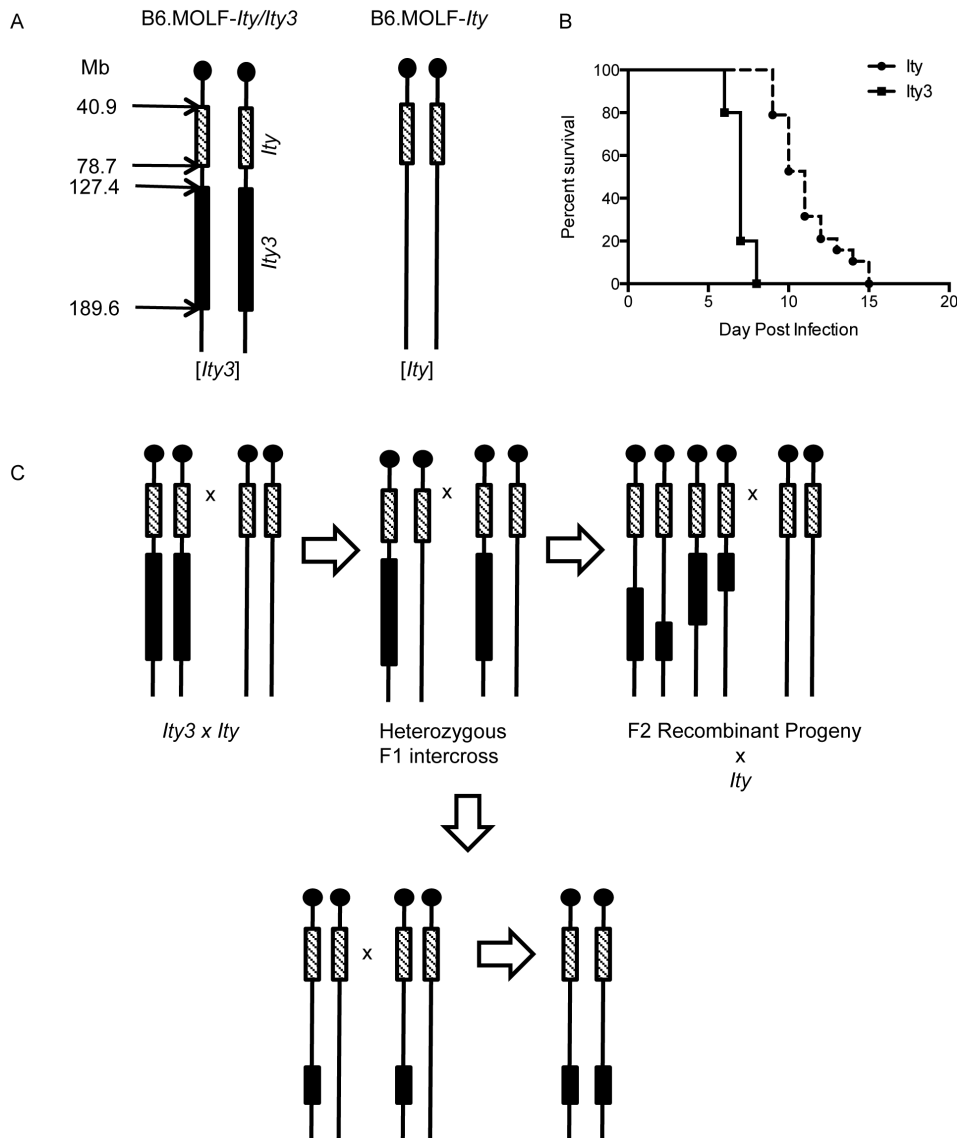 A
B6.MOLF-Ity/Ity3
B6.MOLF-Ity
Mb
40.9
78.7
127.4
189.6
Ity
Ity3
[Ity3]
[Ity]
B
Ity
Ity3
Percent survival
100
80
60
40
20
0
0
5
10
15
20
Day Post Infection
C
x
x
x
Ity3 x Ity
Heterozygous
F1 intercross
F2 Recombinant Progeny
x
Ity
x